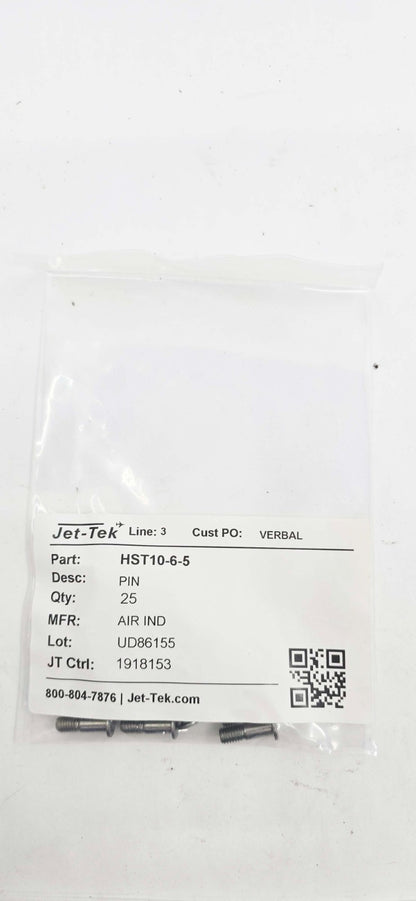 Jet-Tek Line: 3 Cust PO: VERBAL
Part: HST10-6-5
Desc: PIN
Qty: 25
MFR: AIR IND
Lot: UD86155
JT Ctrl: 1918153
800-804-7876 | Jet-Tek.com